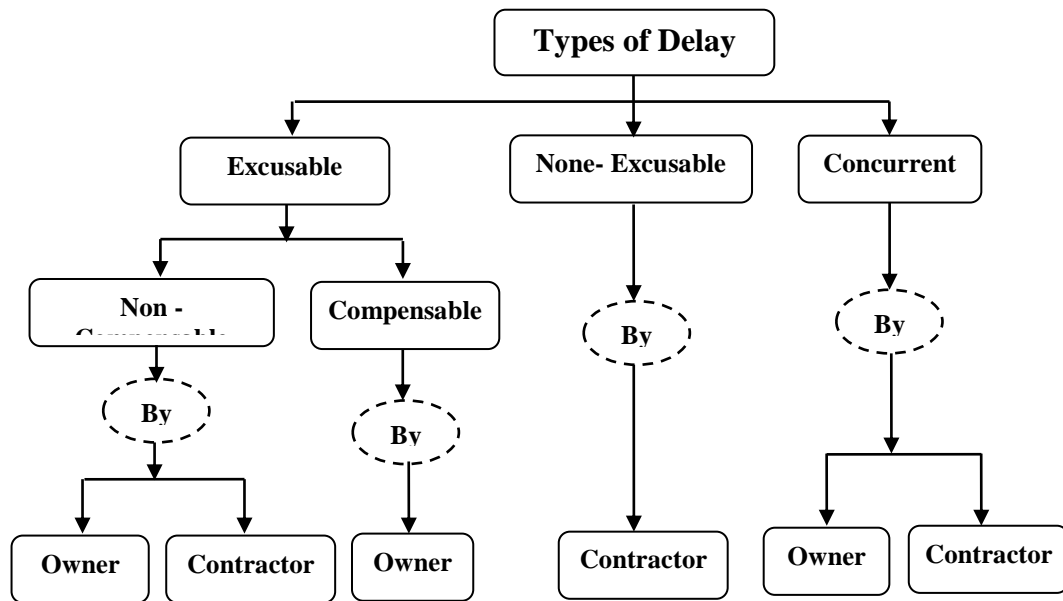 Types of Delay
Excusable
None- Excusable
Concurrent
Non -
Compensable
By
By
By
By
Owner
Contractor
Owner
Contractor
Owner
Contractor